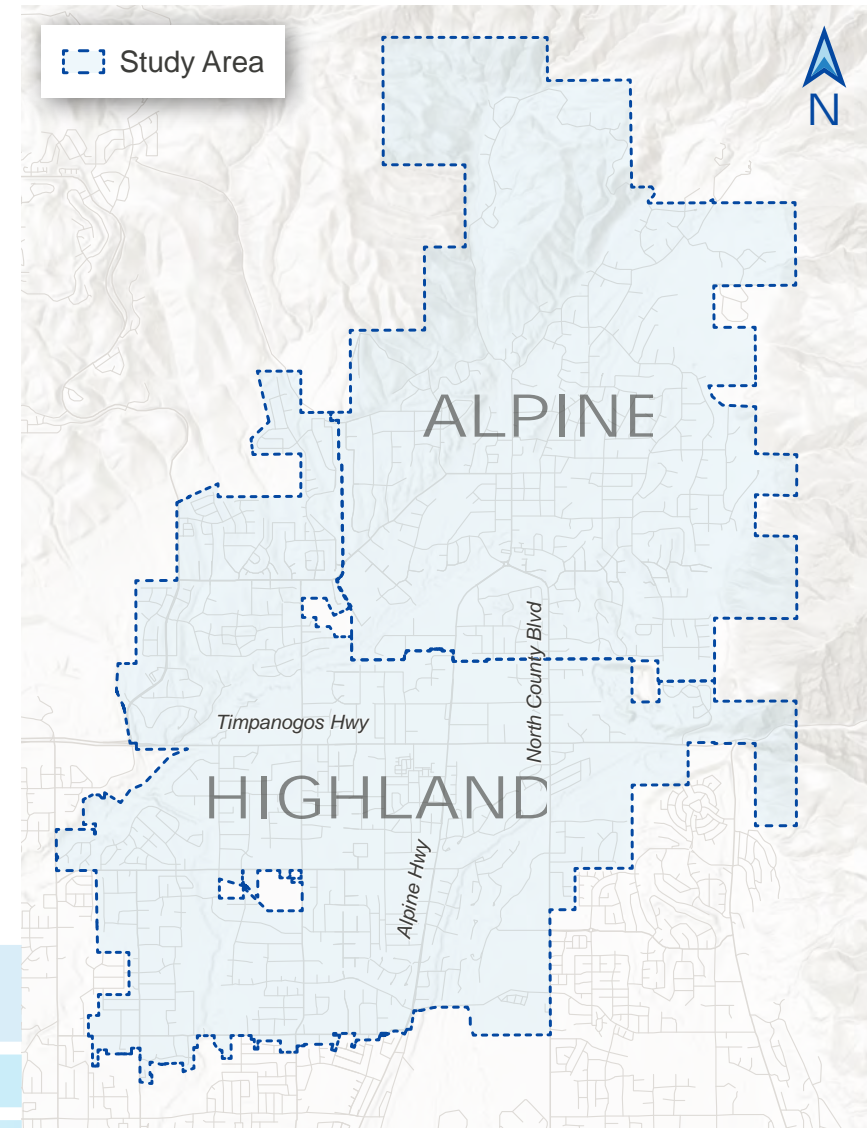 Study Area
N
ALPINE
North County Blvd
Timpanogos Hwy
HIGHLAND
Alpine Hwy